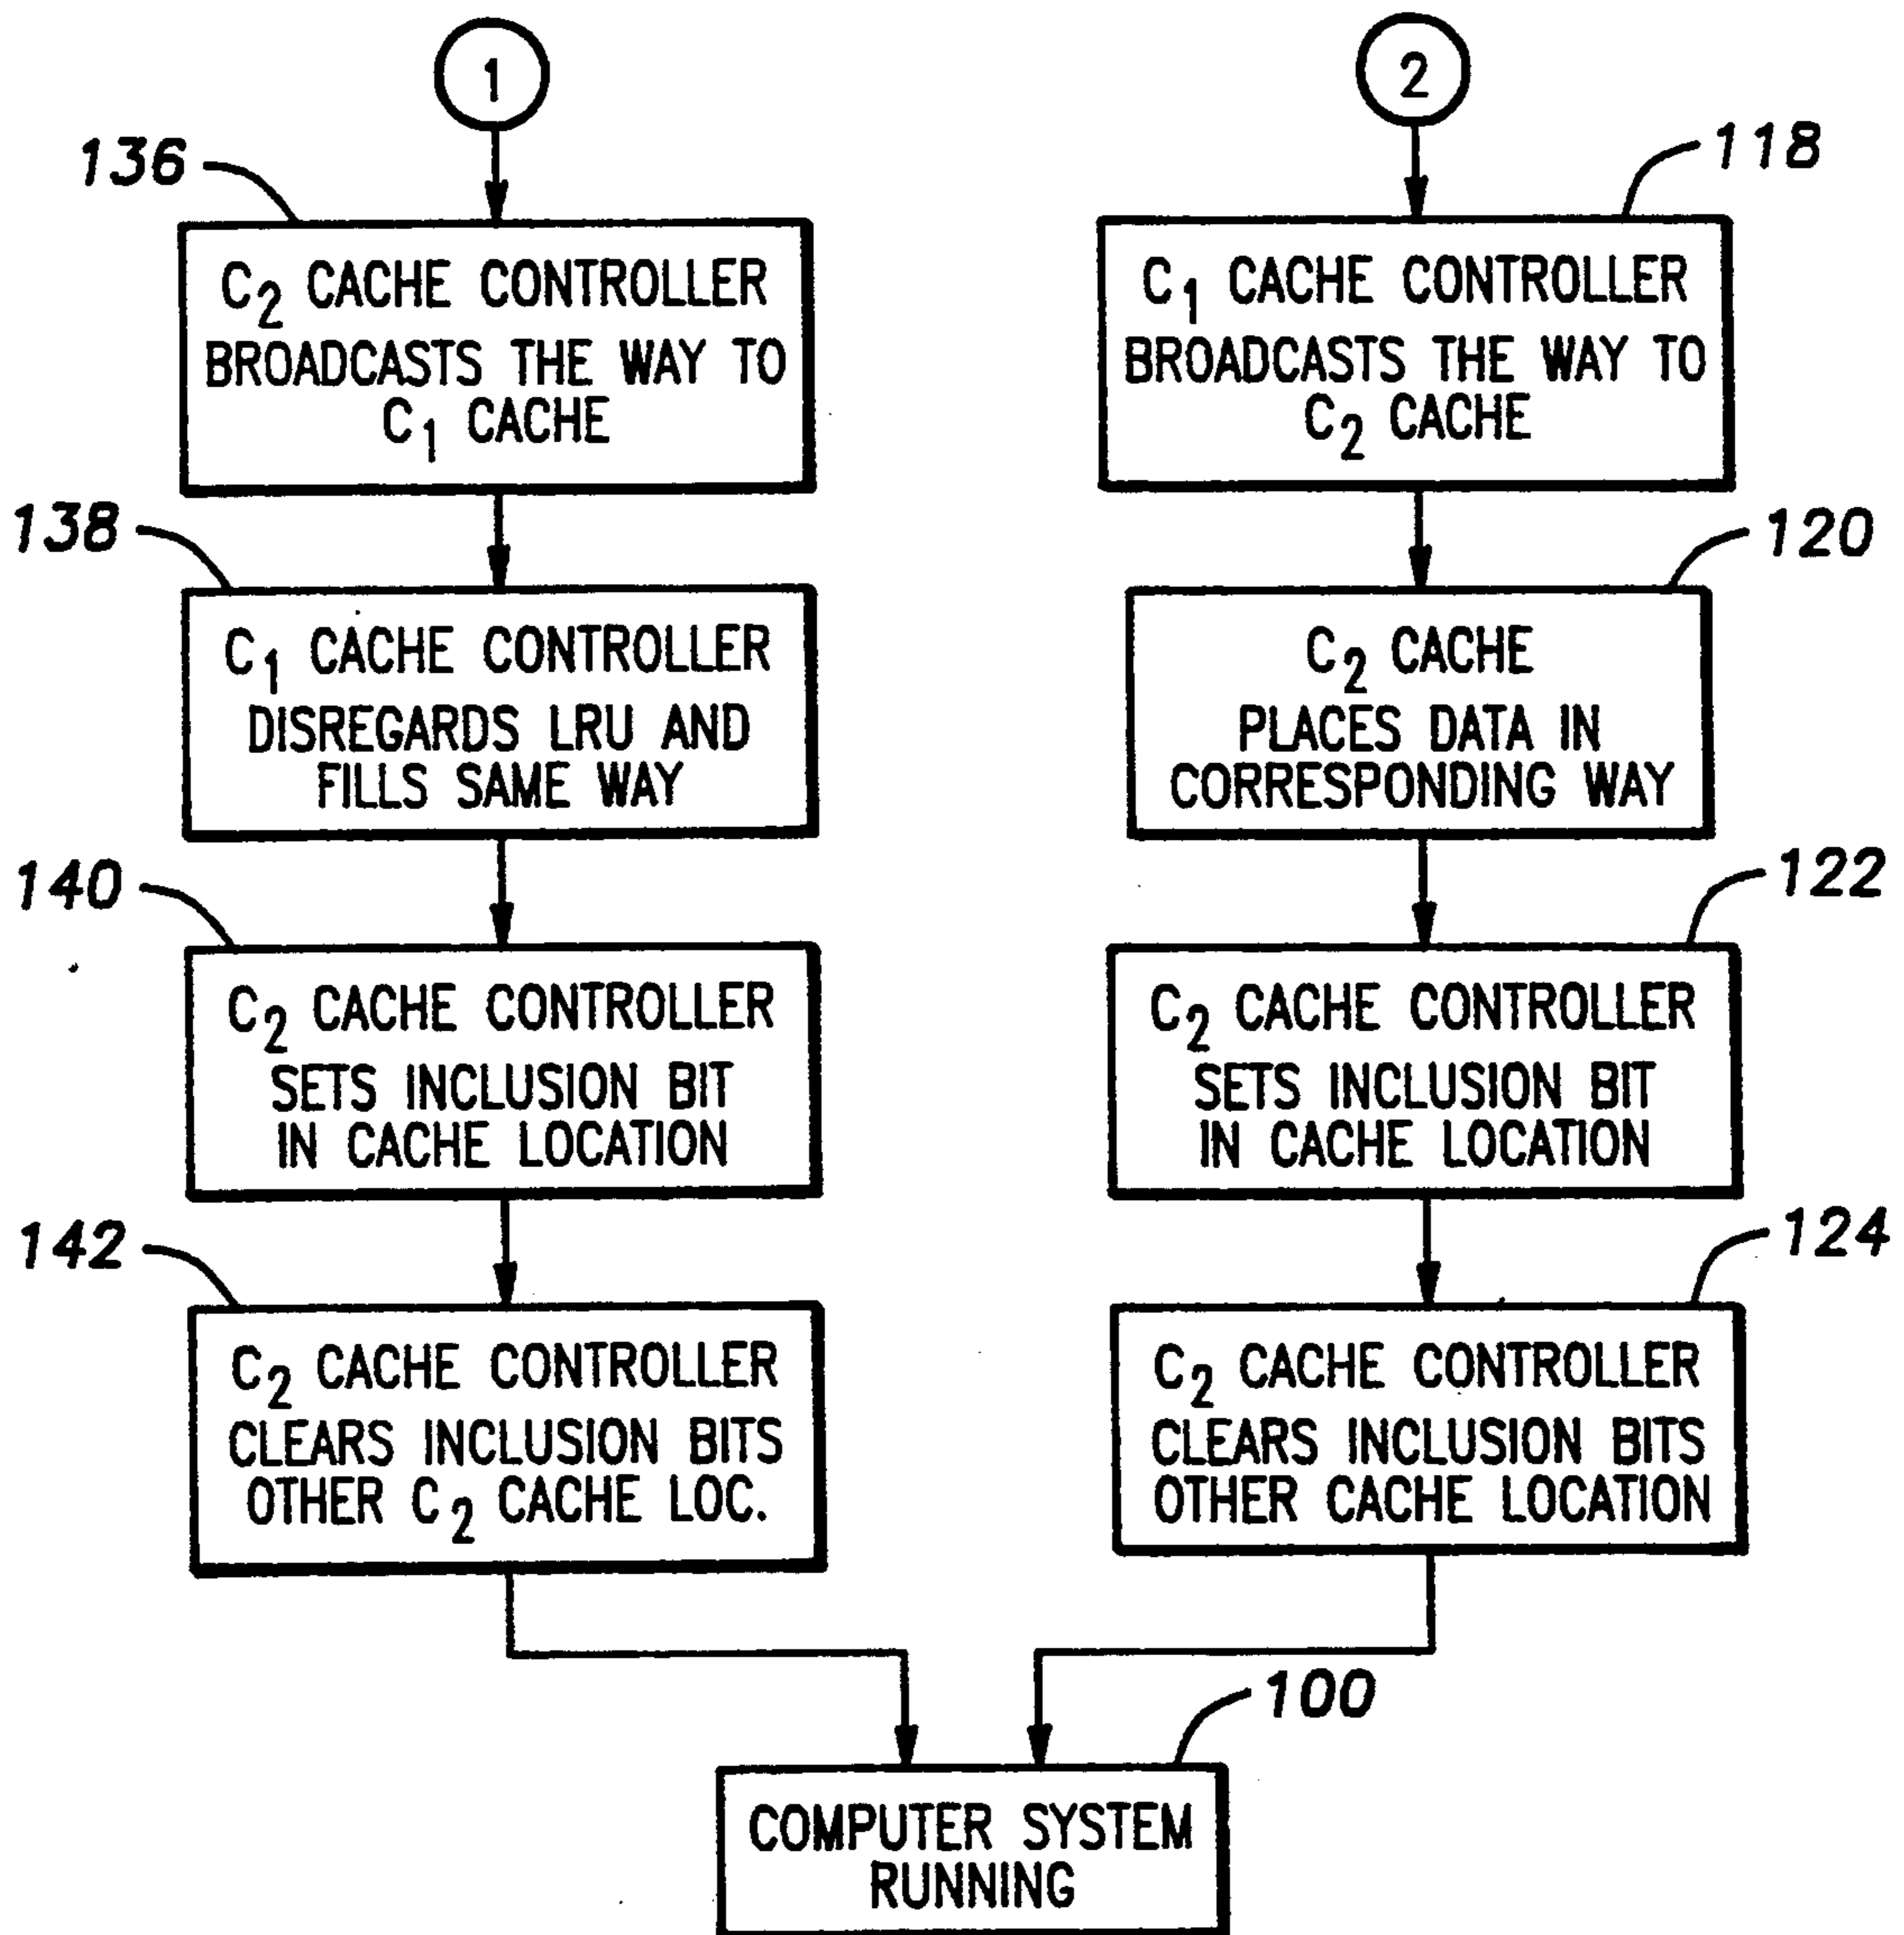 1
136
C2 CACHE CONTROLLER
BROADCASTS THE WAY TO
C1 CACHE
138
C1 CACHE CONTROLLER
DISREGARDS LRU AND
FILLS SAME WAY
140
C2 CACHE CONTROLLER
SETS INCLUSION BIT
IN CACHE LOCATION
142
C2 CACHE CONTROLLER
CLEARS INCLUSION BITS
OTHER C2 CACHE LOC.
2
118
C1 CACHE CONTROLLER
BROADCASTS THE WAY TO
C2 CACHE
120
C2 CACHE
PLACES DATA IN
CORRESPONDING WAY
122
C2 CACHE CONTROLLER
SETS INCLUSION BIT
IN CACHE LOCATION
124
C2 CACHE CONTROLLER
CLEARS INCLUSION BITS
OTHER CACHE LOCATION
100
COMPUTER SYSTEM
RUNNING